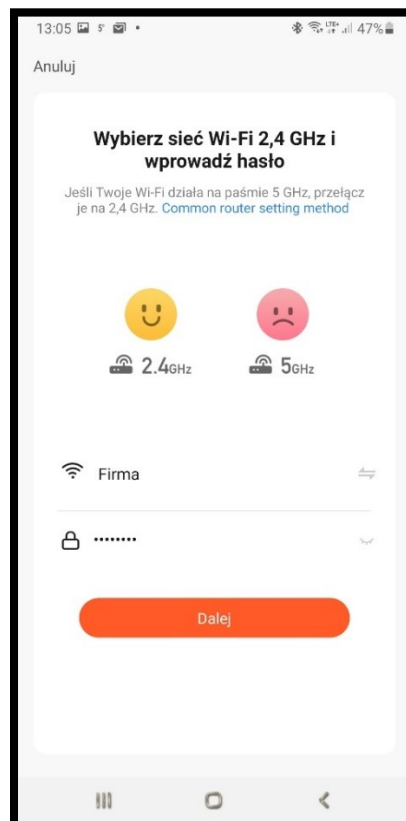 13:05 5° 47%
Anuluj
Wybierz sieć Wi-Fi 2,4 GHz i
wprowadź hasło
Jeśli Twoje Wi-Fi działa na paśmie 5 GHz, przełącz
je na 2,4 GHz. Common router setting method
2.4GHz 5GHz
Firma
••••••••
Dalej